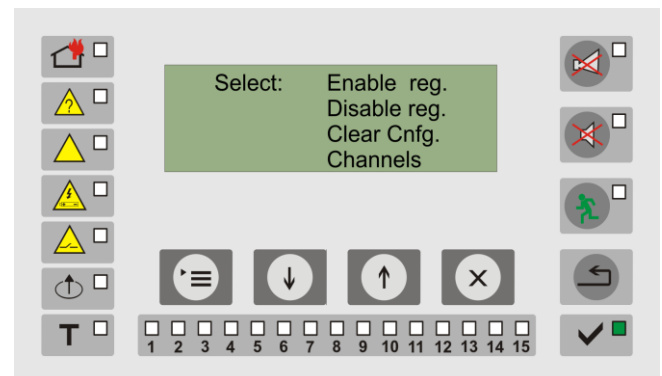 Select: Enable reg.
Disable reg.
Clear Cnfg.
Channels
?
T
1 2 3 4 5 6 7 8 9 10 11 12 13 14 15